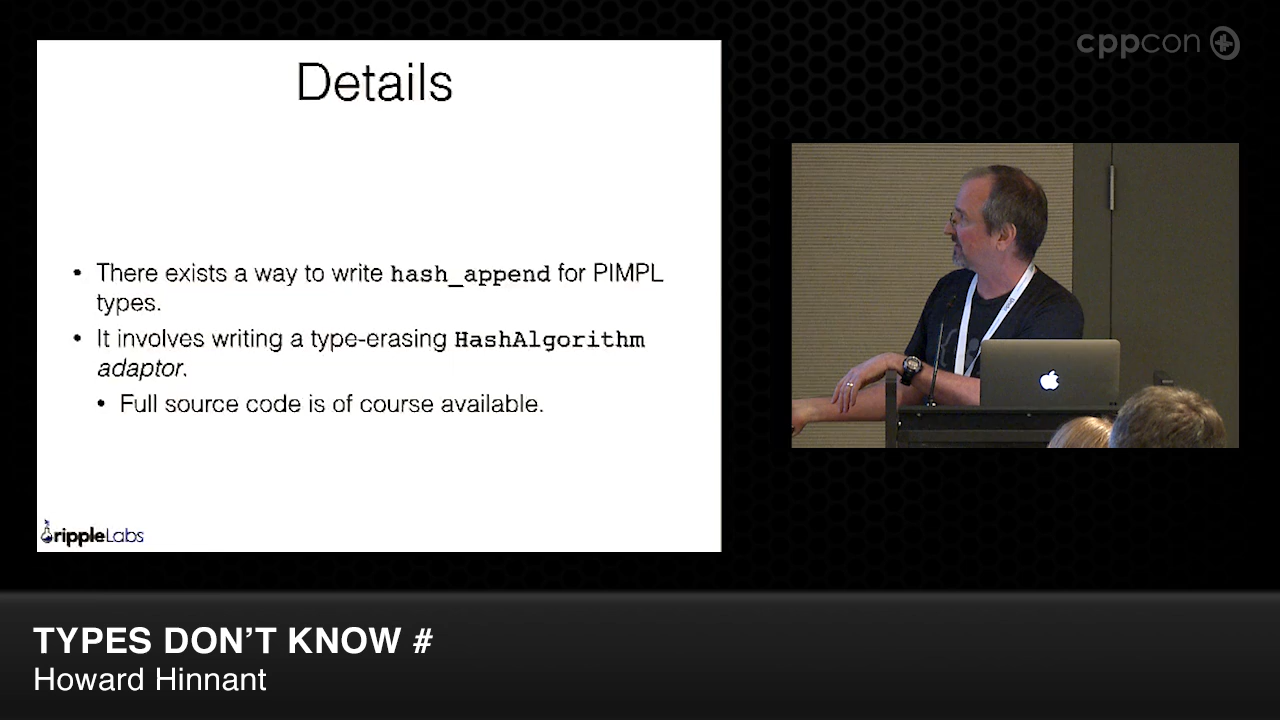 cppcon
Details
• There exists a way to write hash_append for PIMPL
types.
• It involves writing a type-erasing HashAlgorithm
adaptor.
• Full source code is of course available.
rippleLabs
TYPES DON'T KNOW #
Howard Hinnant